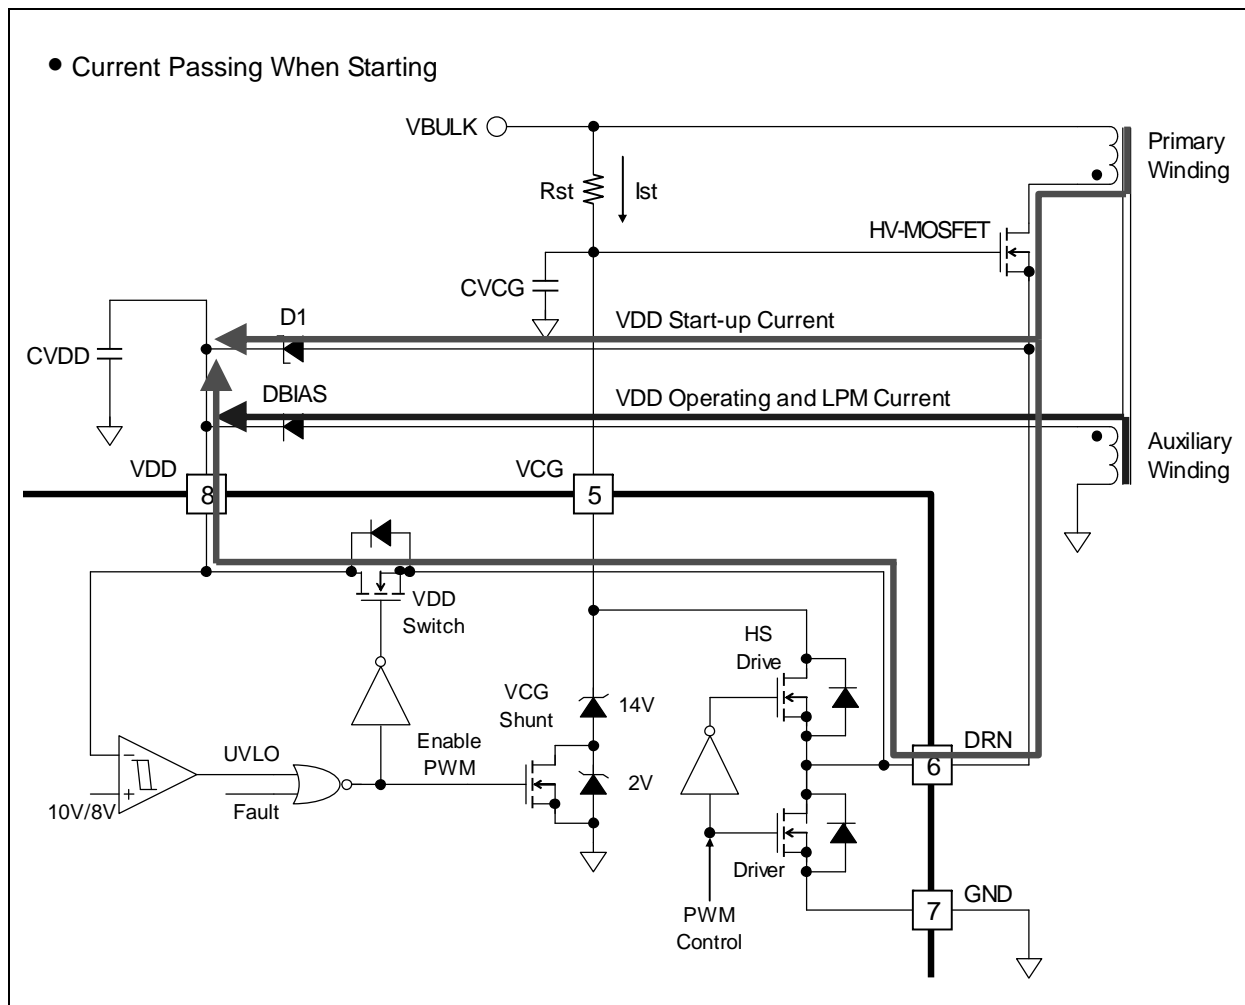 ● Current Passing When Starting
VBULK
Primary
Winding
Rst
Ist
HV-MOSFET
CVCG
D1
VDD Start-up Current
CVDD
DBIAS
VDD Operating and LPM Current
Auxiliary
Winding
VDD
VCG
8
5
VDD
Switch
HS
Drive
VCG
Shunt
14V
Enable
PWM
UVLO
DRN
6
2V
10V/8V
Fault
Driver
GND
7
PWM
Control